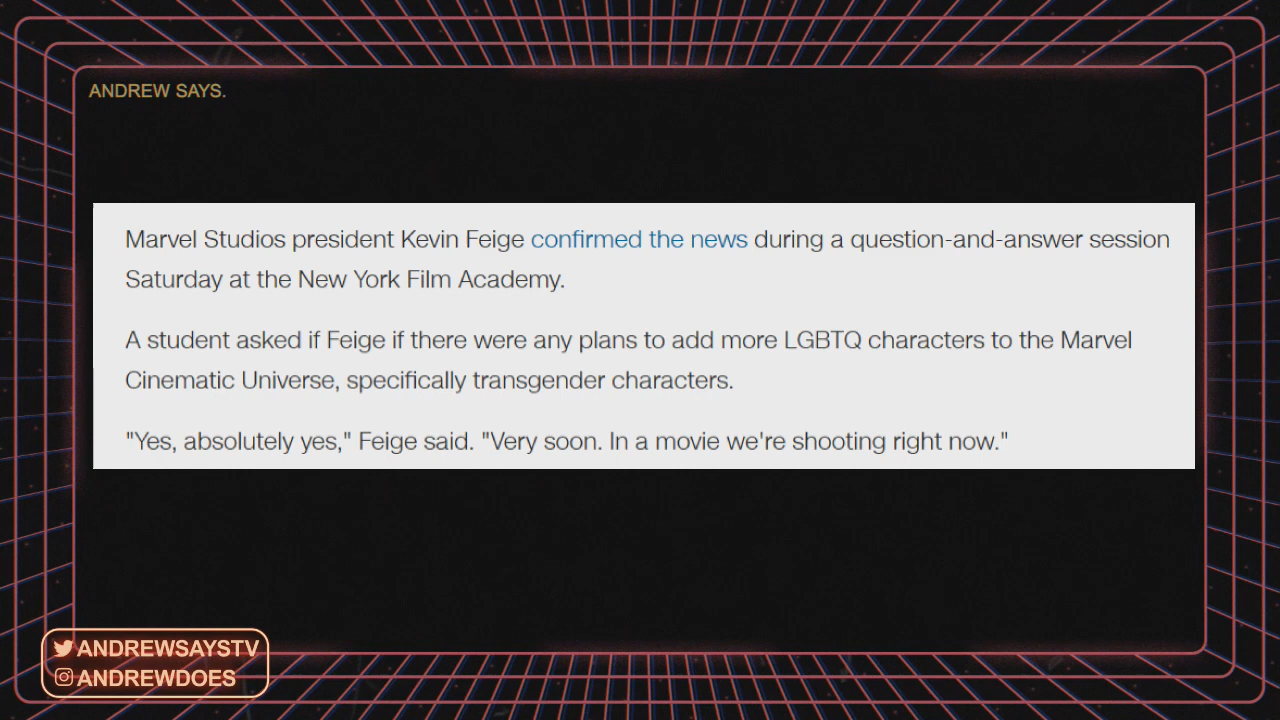 ANDREW SAYS.
Marvel Studios president Kevin Feige confirmed the news during a question-and-answer session
Saturday at the New York Film Academy.
A student asked if Feige if there were any plans to add more LGBTQ characters to the Marvel
Cinematic Universe, specifically transgender characters.
"Yes, absolutely yes," Feige said. "Very soon. In a movie we're shooting right now."
ANDREWSAYSTV
ANDREWDOES